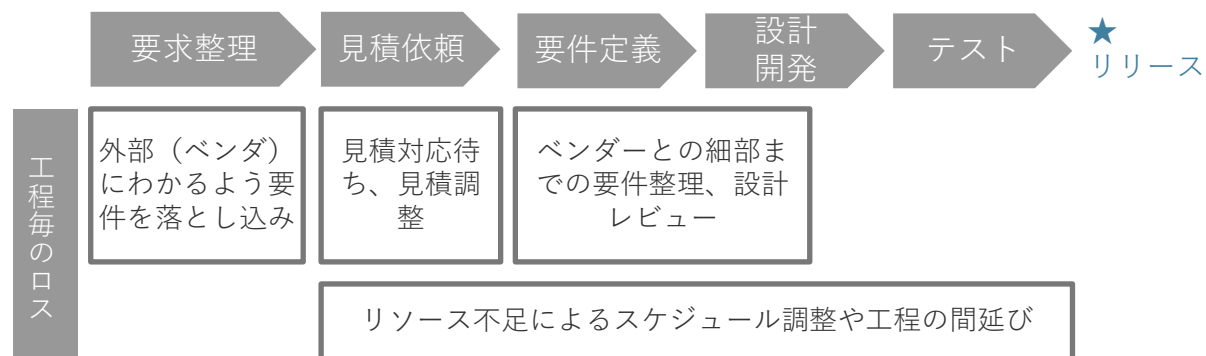 要求整理
見積依頼
要件定義
設計
開発
テスト
★
リリース
工程毎のロス
外部（ベンダ）
にわかるよう要
件を落とし込み
見積対応待
ち、見積調
整
ベンダーとの細部ま
での要件整理、設計
レビュー
リソース不足によるスケジュール調整や工程の間延び